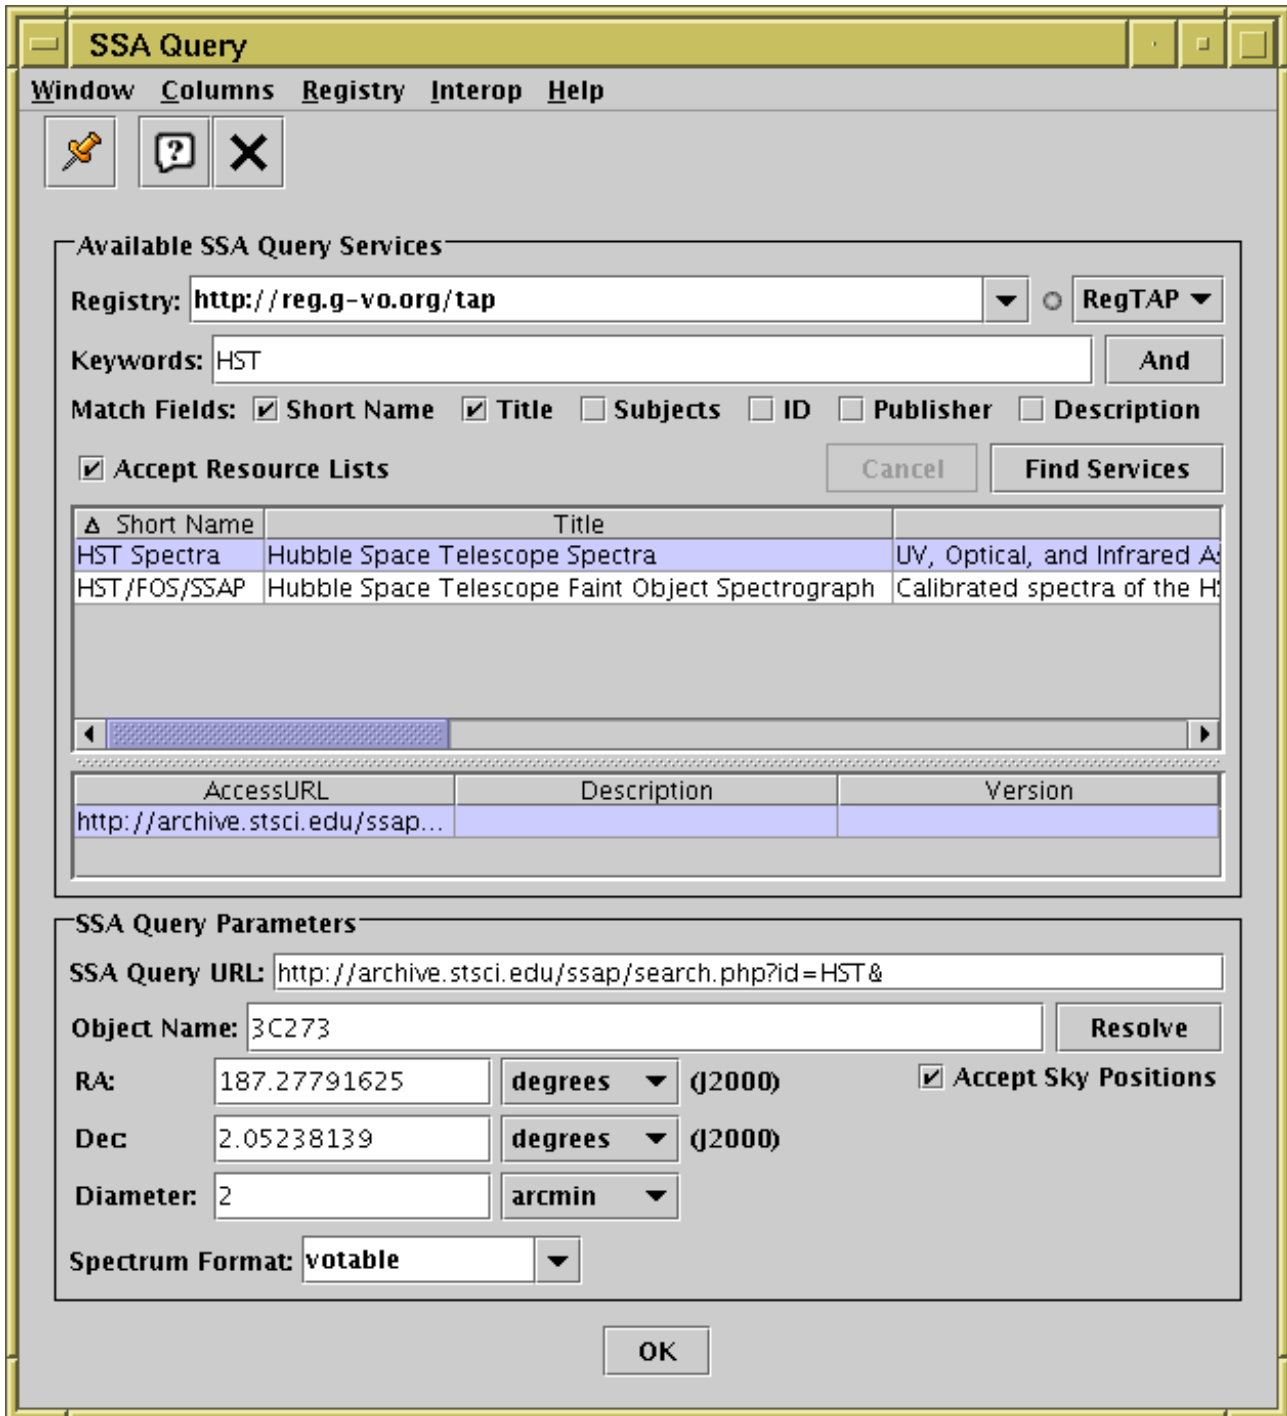 SSA Query
Window Columns Registry Interop Help
Available SSA Query Services
Registry: http://reg.g-vo.org/tap RegTAP
Keywords: HST And
Match Fields: Short Name Title Subjects ID Publisher Description
Accept Resource Lists Cancel Find Services
Short Name Title
HST Spectra Hubble Space Telescope Spectra UV, Optical, and Infrared
HST/FOS/SSAP Hubble Space Telescope Faint Object Spectrograph Calibrated spectra of the
AccessURL Description Version
http://archive.stsci.edu/ssap...
SSA Query Parameters
SSA Query URL: http://archive.stsci.edu/ssap/search.php?id=HST&
Object Name: 3C273 Resolve
RA: 187.27791625 degrees (J2000) Accept Sky Positions
Dec: 2.05238139 degrees (J2000)
Diameter: 2 arcmin
Spectrum Format: votable
OK